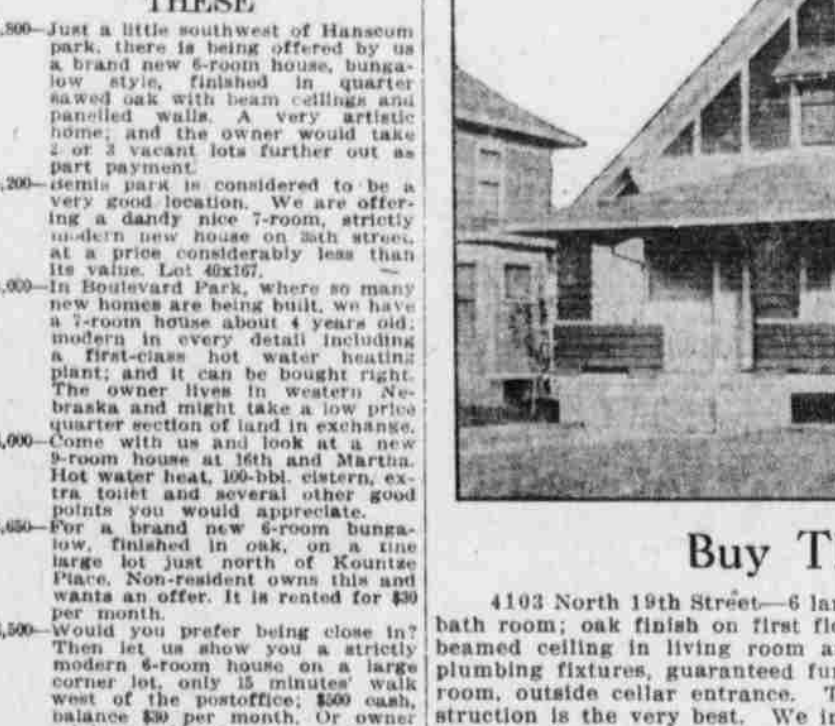 THESE
,800—Just a little southwest of Hanscom
park, there is being offered by us
a brand new 6-room house, bunga-
low style, finished in quarter
sawed oak with beam ceilings and
panelled walls. A very artistic
home; and the owner would take
2 or 3 vacant lots further out as
part payment.
,200—Bemis park is considered to be a
very good location. We are offer-
ing a dandy nice 7-room, strictly
modern new house on 35th street,
at a price considerably less than
its value. Lot 46x167.
,000—In Boulevard Park, where so many
new homes are being built, we have
a 7-room house about 4 years old;
modern in every detail including
a first-class hot water heating
plant; and it can be bought right.
The owner lives in western Ne-
braska and might take a low price
quarter section of land in exchange.
,000—Come with us and look at a new
9-room house at 16th and Martha.
Hot water heat, 100-bbl. cistern, ex-
tra toilet and several other good
points you would appreciate.
,650—For a brand new 6-room bunga-
low, finished in oak, on a fine
large lot just north of Kountze
Place. Non-resident owns this and
wants an offer. It is rented for $30
per month.
,500—Would you prefer being close in?
Then let us show you a strictly
modern 6-room house on a large
corner lot, only 15 minutes' walk
west of the postoffice; $500 cash,
balance $30 per month. Or owner
Buy T
4103 North 19th Street—6 lar
bath room; oak finish on first flo
beamed ceiling in living room a
plumbing fixtures, guaranteed fur
room, outside cellar entrance. T
struction is the very best. We i